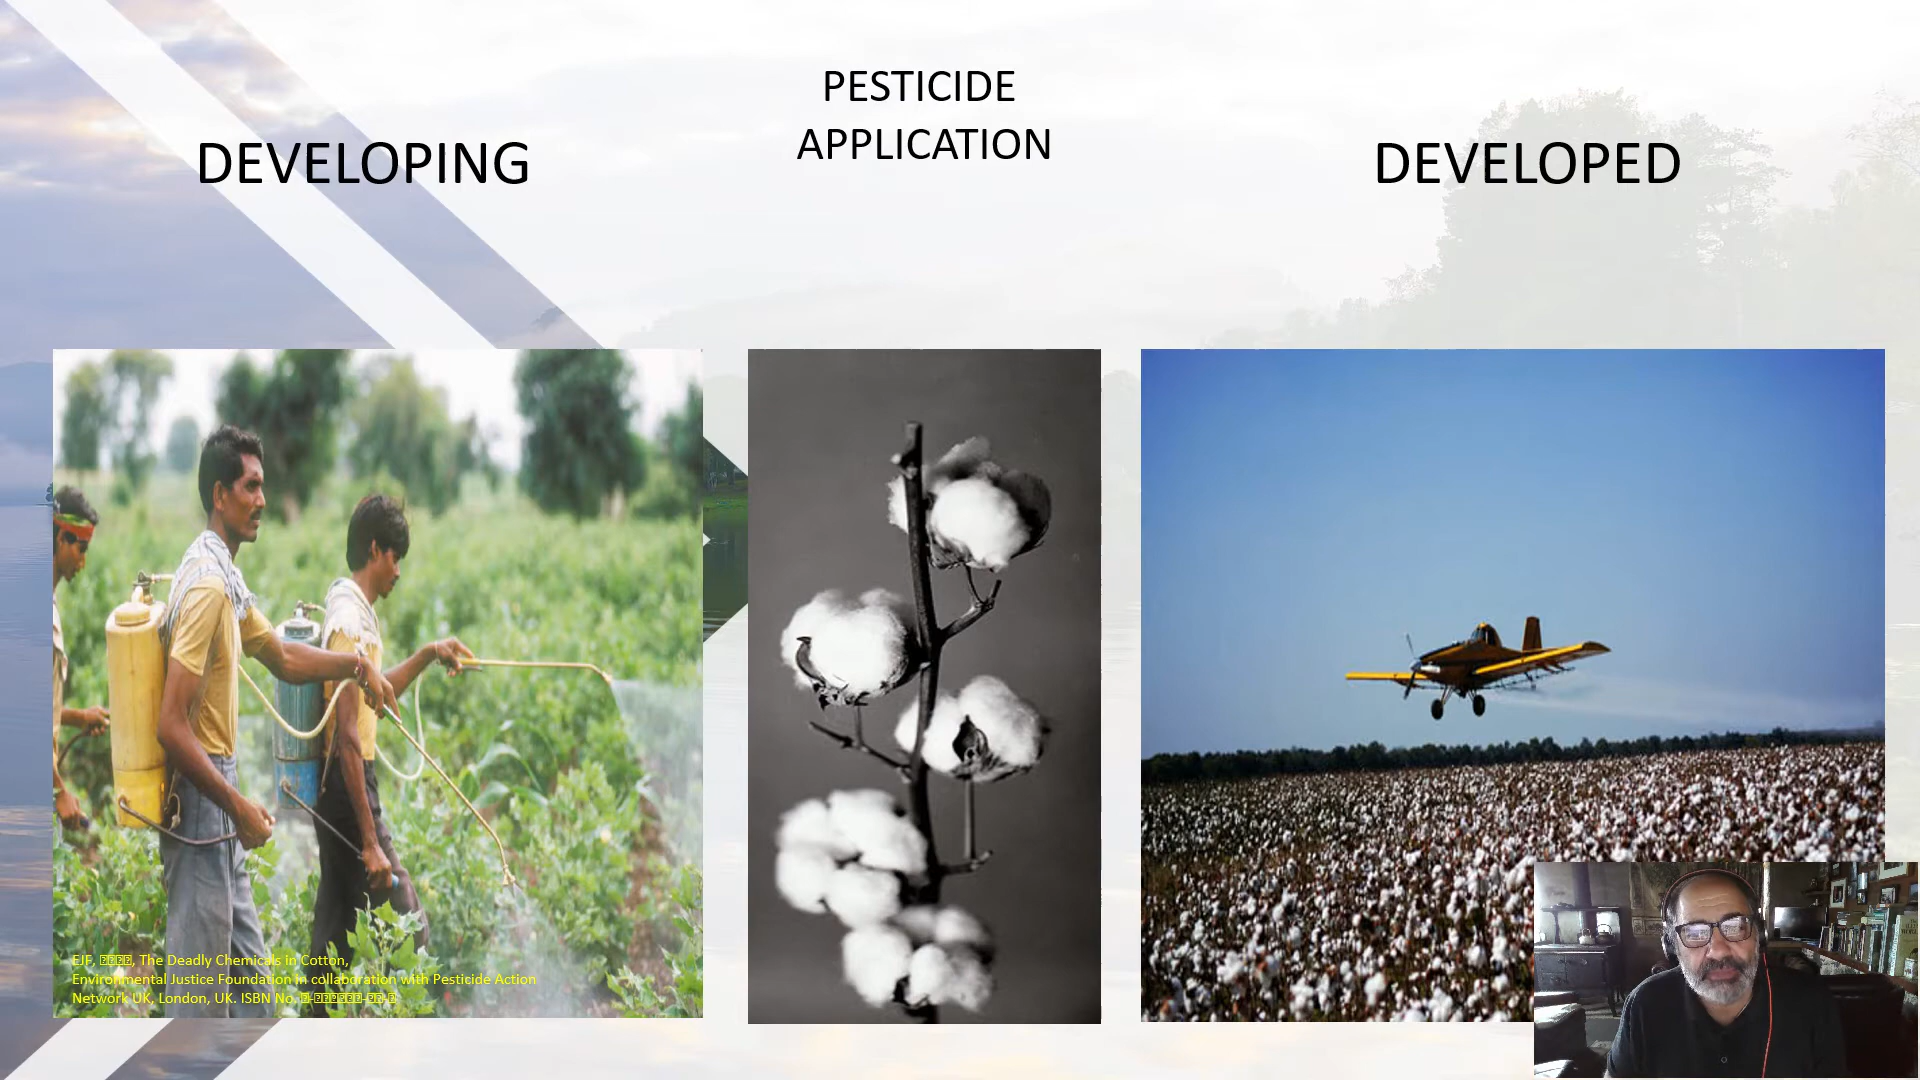 PESTICIDE
APPLICATION
DEVELOPING
DEVELOPED
EJF, , The Deadly Chemicals in Cotton,
Environmental Justice Foundation in collaboration with Pesticide Action
Network UK, London, UK. ISBN No.